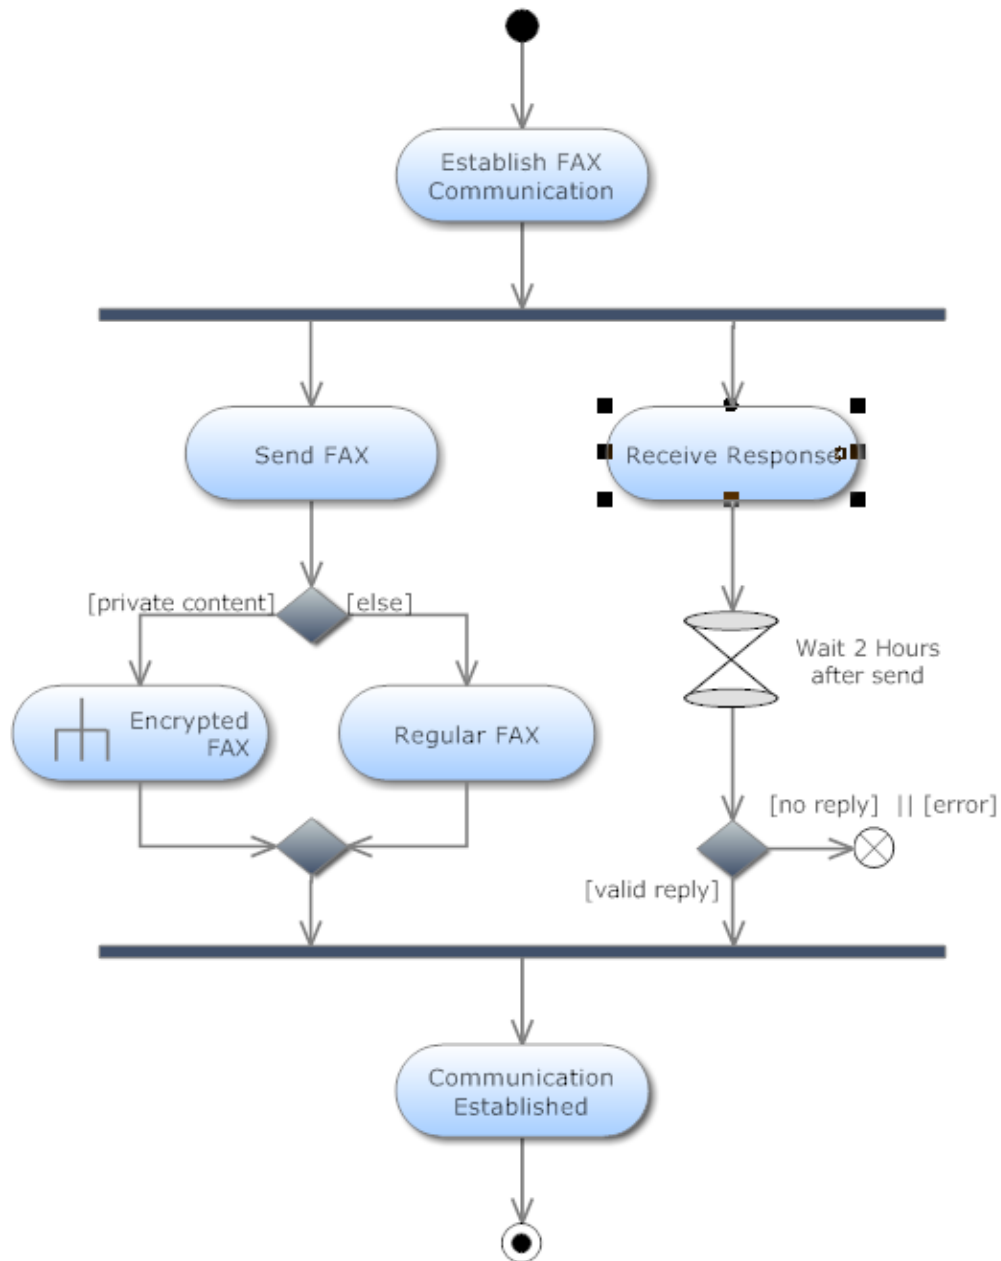 Establish FAX
Communication
Send FAX
Receive Response
[private content]
[else]
Encrypted
FAX
Regular FAX
Wait 2 Hours
after send
[no reply] || [error]
[valid reply]
Communication
Established